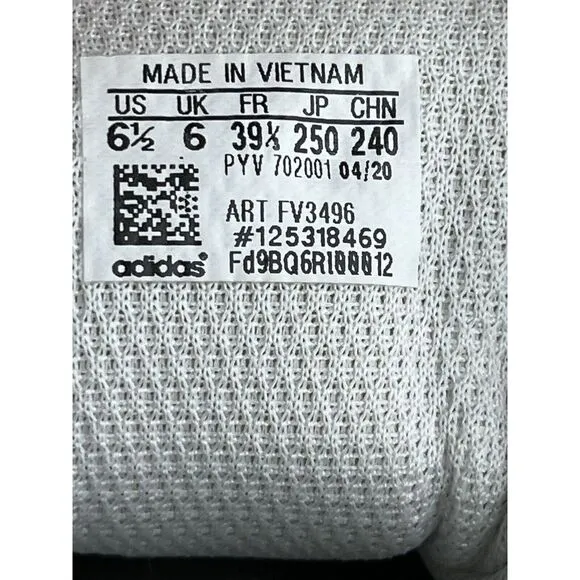 MADE IN VIETNAM
US UK FR JP CHN
6½ 6 39⅓ 250 240
PYV 702001 04/20
ART FV3496
#125318469
adidas®